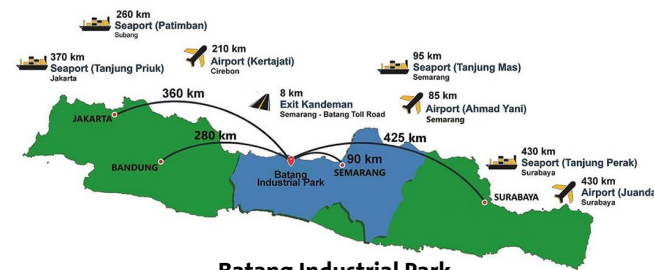 260 km
Seaport (Patimban)
Subang
370 km
Seaport (Tanjung Priuk)
Jakarta
210 km
Airport (Kertajati)
Cirebon
95 km
Seaport (Tanjung Mas)
Semarang
8 km
Exit Kandeman
Semarang - Batang Toll Road
85 km
Airport (Ahmad Yani)
Semarang
360 km
JAKARTA
280 km
BANDUNG
Batang
Industrial Park
90 km
SEMARANG
425 km
430 km
Seaport (Tanjung Perak)
Surabaya
430 km
Airport (Juanda
Surabaya
SURABAYA
Batang Industrial Park